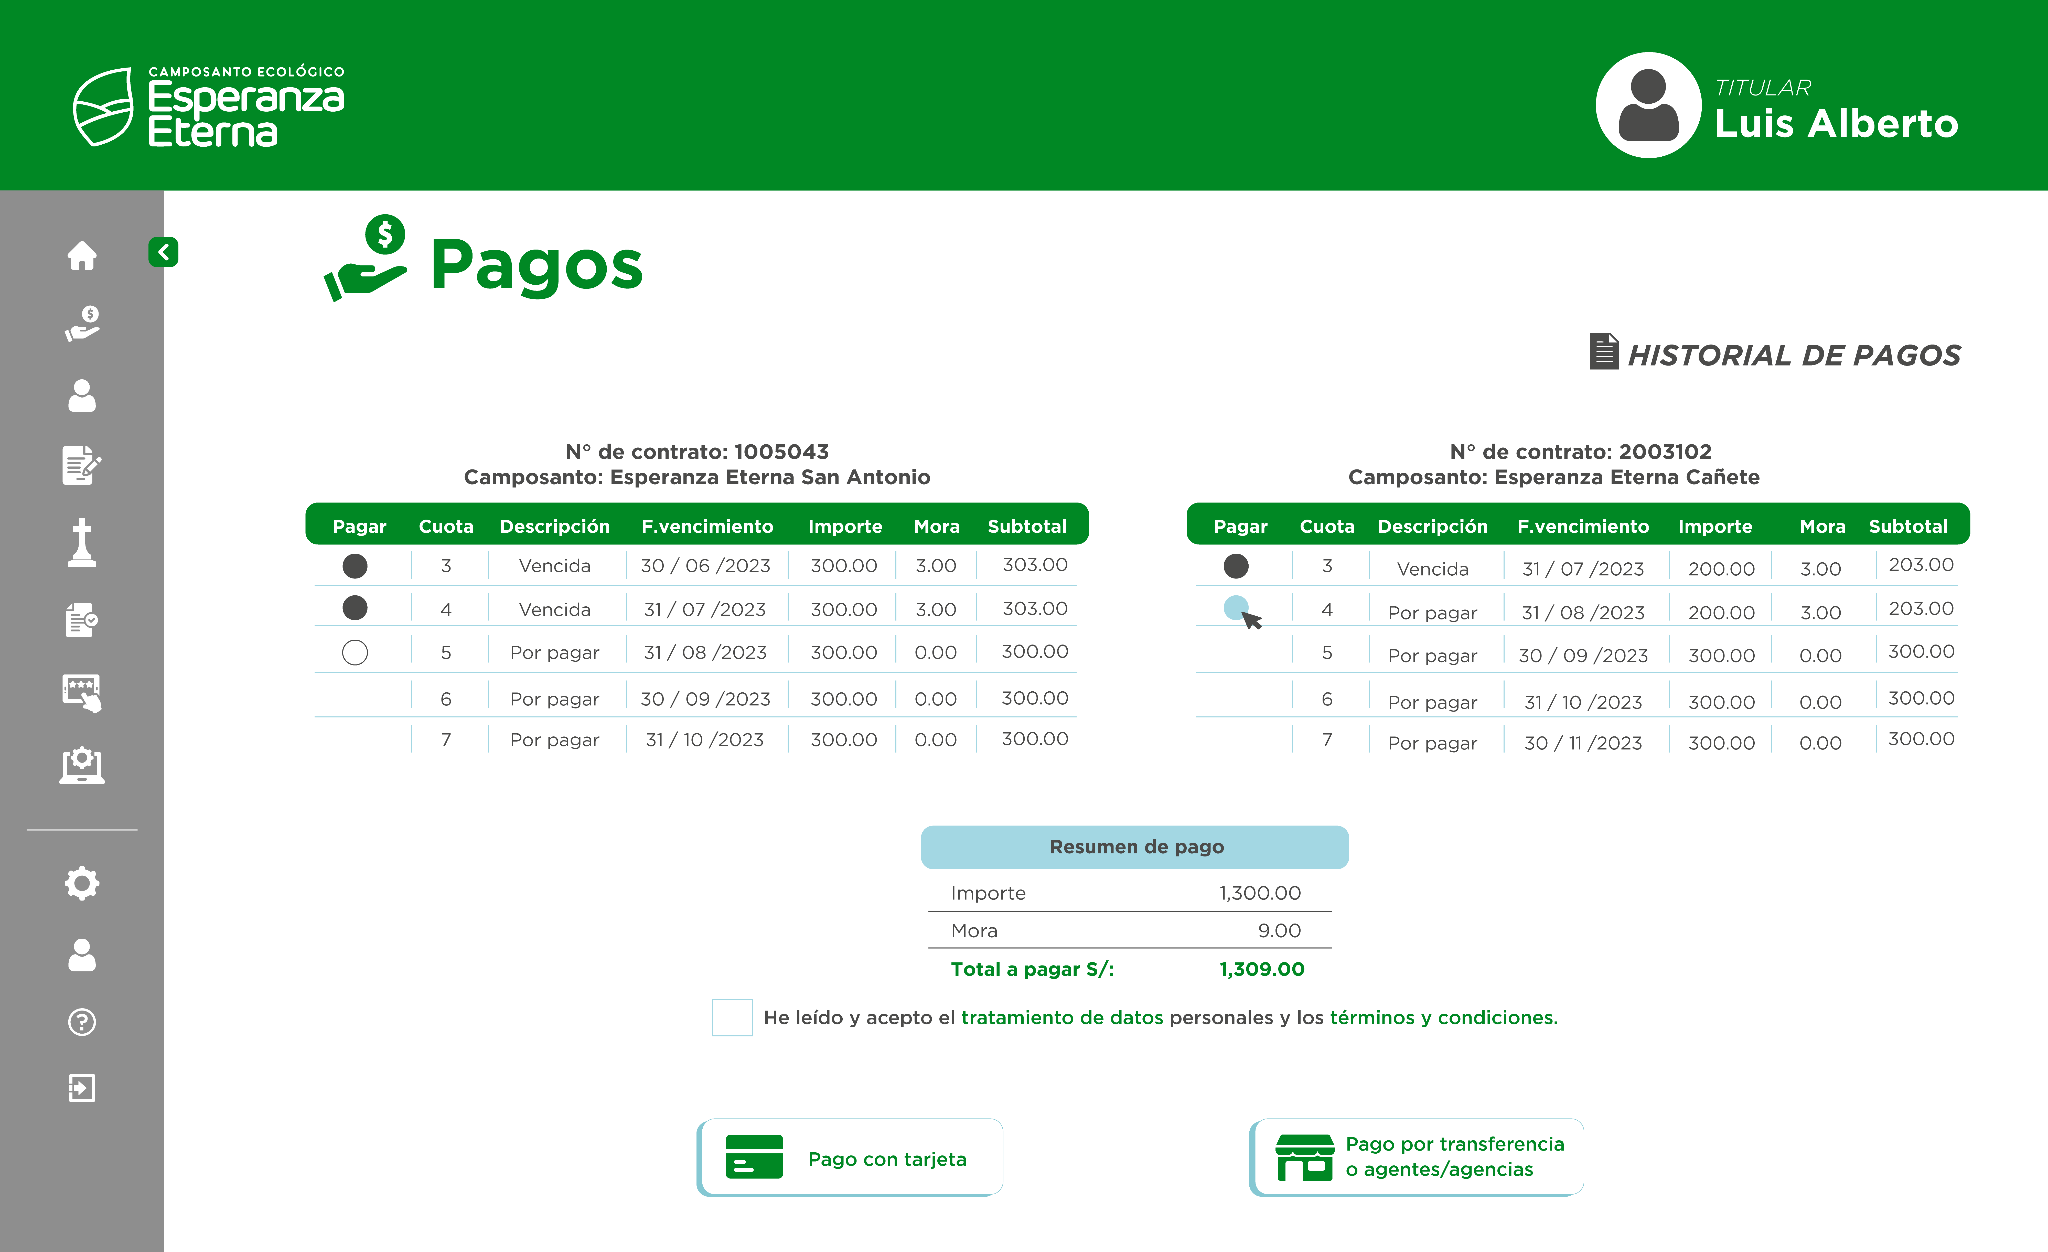 CAMPOSANTO ECOLÓGICO
Esperanza
Eterna
TITULAR
Luis Alberto
$ Pagos
HISTORIAL DE PAGOS
N° de contrato: 1005043
Camposanto: Esperanza Eterna San Antonio
Pagar Cuota Descripción F.vencimiento Importe Mora Subtotal
3 Vencida 30 / 06 /2023 300.00 3.00 303.00
4 Vencida 31 / 07 /2023 300.00 3.00 303.00
5 Por pagar 31 / 08 /2023 300.00 0.00 300.00
6 Por pagar 30 / 09 /2023 300.00 0.00 300.00
7 Por pagar 31 / 10 /2023 300.00 0.00 300.00
N° de contrato: 2003102
Camposanto: Esperanza Eterna Cañete
Pagar Cuota Descripción F.vencimiento Importe Mora Subtotal
3 Vencida 31 / 07 /2023 200.00 3.00 203.00
4 Por pagar 31 / 08 /2023 200.00 3.00 203.00
5 Por pagar 30 / 09 /2023 300.00 0.00 300.00
6 Por pagar 31 / 10 /2023 300.00 0.00 300.00
7 Por pagar 30 / 11 /2023 300.00 0.00 300.00
Resumen de pago
Importe 1,300.00
Mora 9.00
Total a pagar S/: 1,309.00
He leído y acepto el tratamiento de datos personales y los términos y condiciones.
Pago con tarjeta
Pago por transferencia
o agentes/agencias